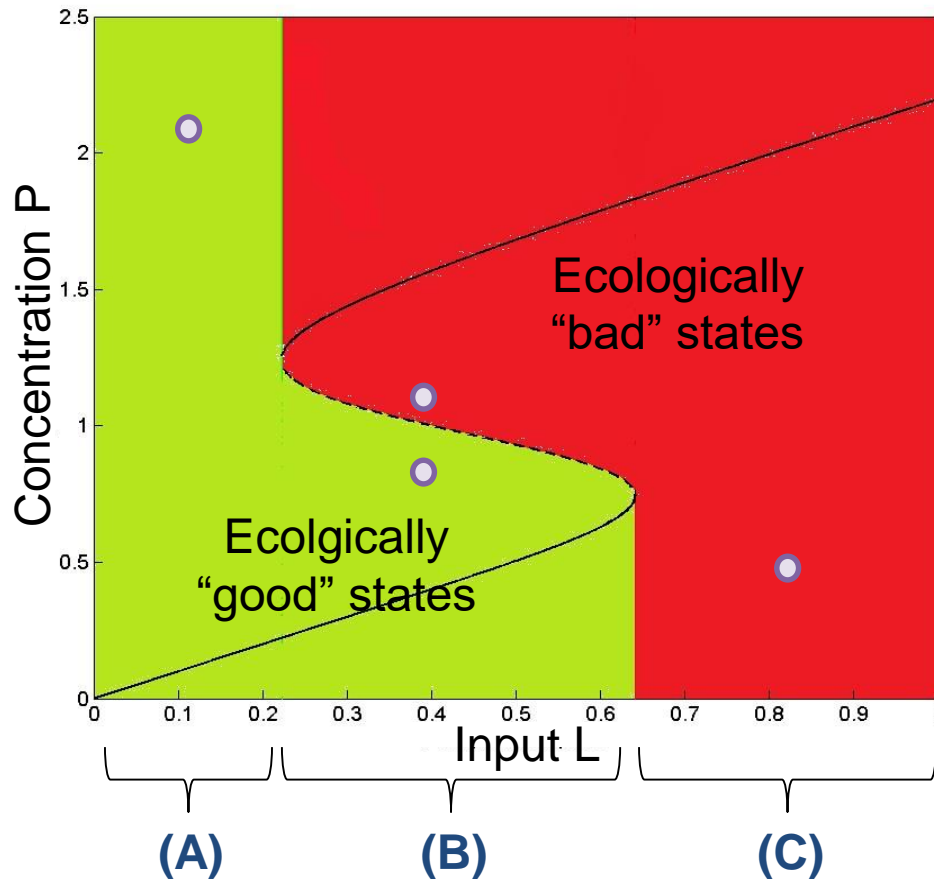 2.5
2
1.5
1
0.5
0
Concentration P
Ecologically
“bad” states
Ecolgically
“good” states
0 0.1 0.2 0.3 0.4 0.5 0.6 0.7 0.8 0.9
Input L
(A) (B) (C)